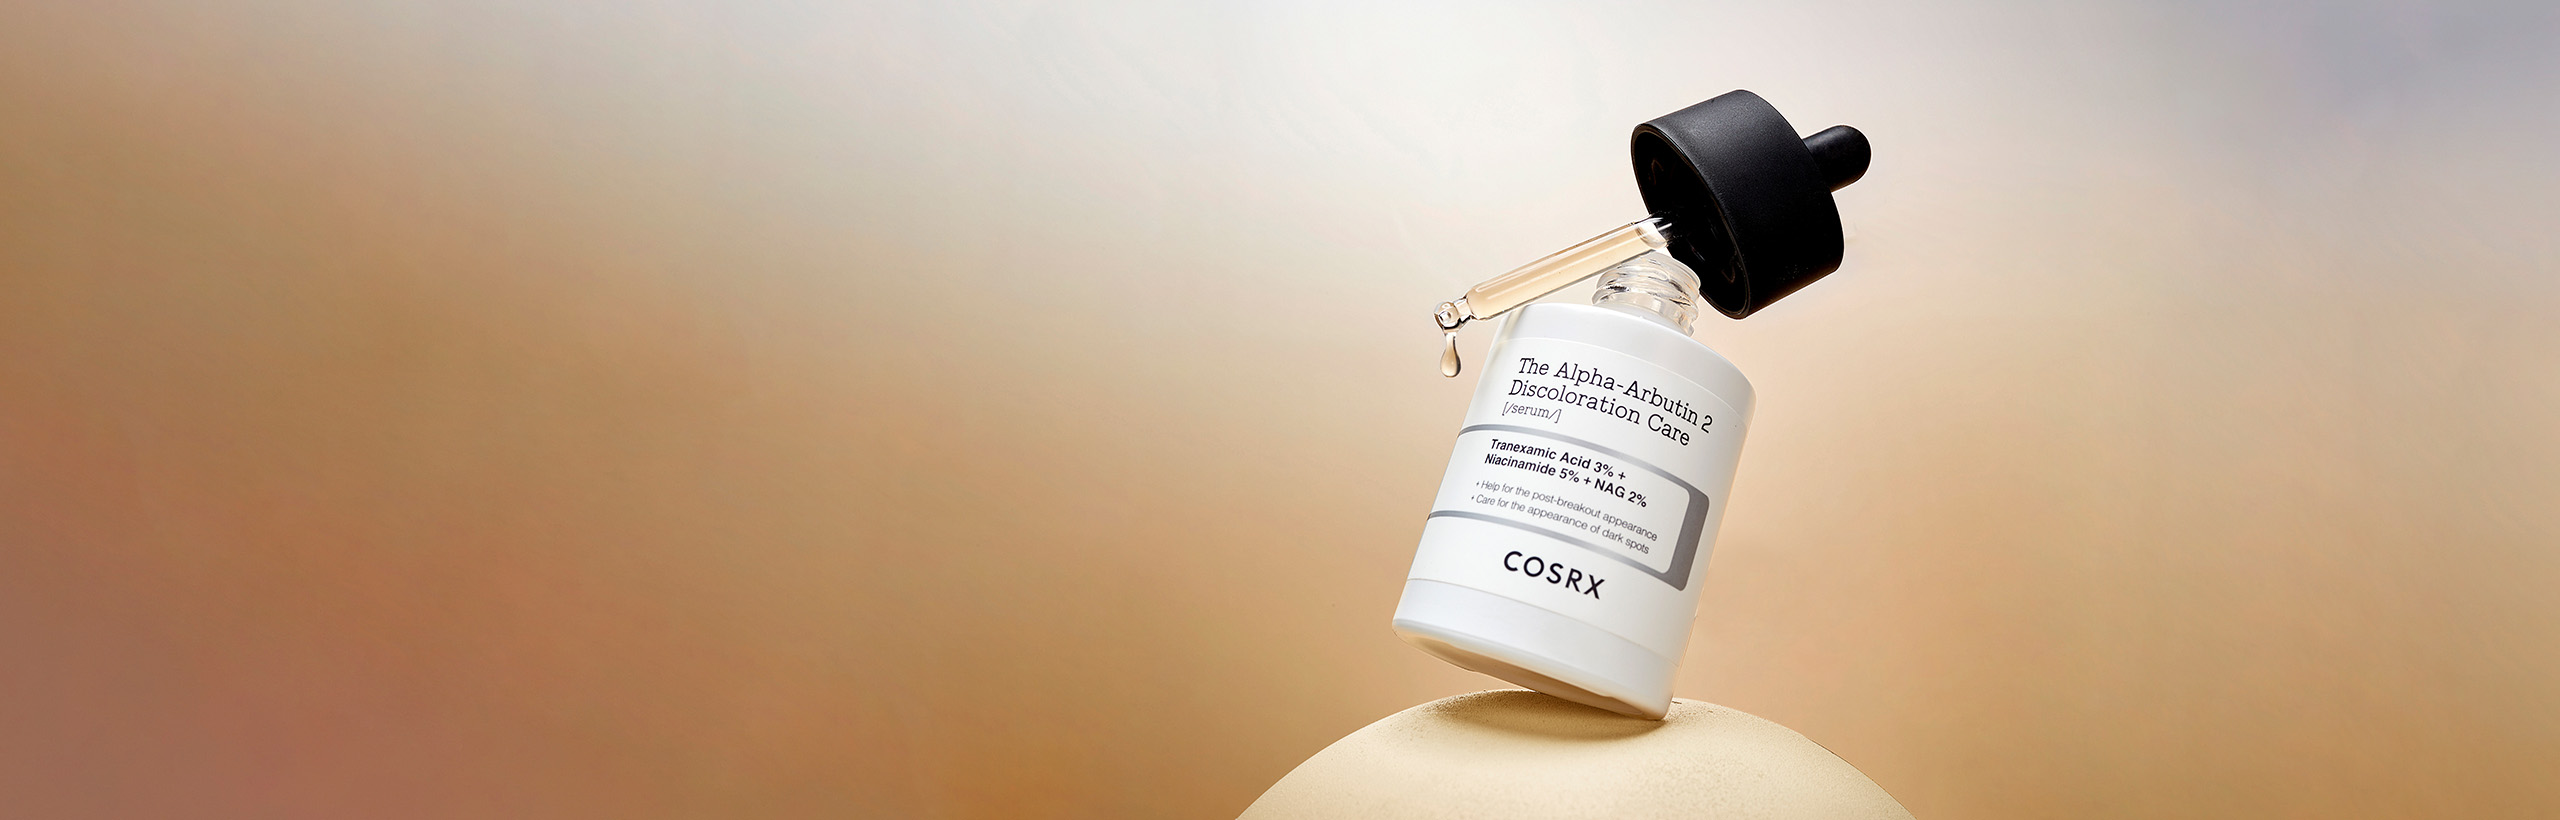 The Alpha-Arbutin 2
Discoloration Care
[/serum/]
Tranexamic Acid 3% +
Niacinamide 5% + NAG 2%
+ Help for the post-breakout appearance
+ Care for the appearance of dark spots
COSRX